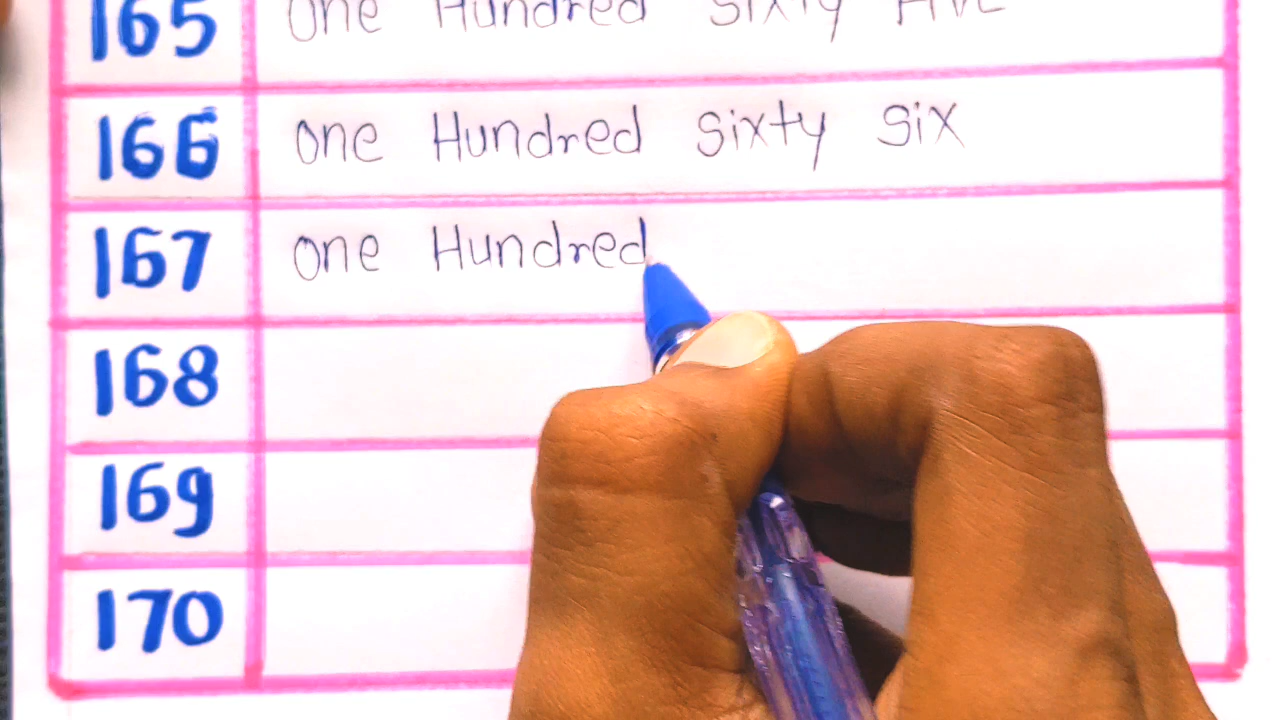 165 One Hundred Sixty Five
166 One Hundred Sixty Six
167 One Hundred
168
169
170